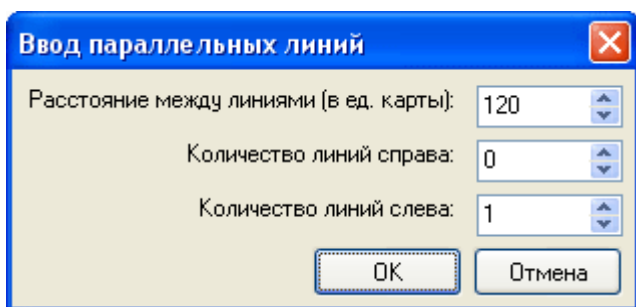 Ввод параллельных линий
Расстояние между линиями (в ед. карты): 120
Количество линий справа: 0
Количество линий слева: 1
OK Отмена